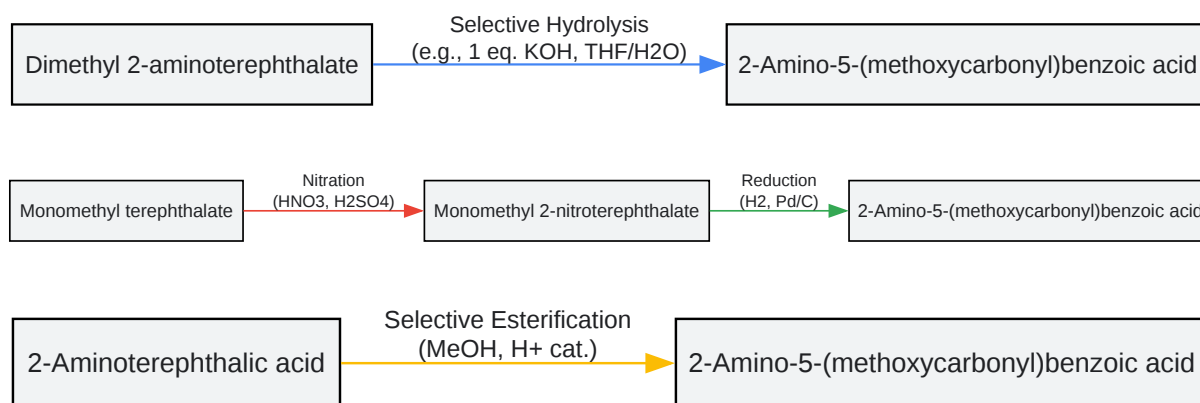 Dimethyl 2-aminoterephthalate
Selective Hydrolysis
(e.g., 1 eq. KOH, THF/H2O)
2-Amino-5-(methoxycarbonyl)benzoic acid
Monomethyl terephthalate
Nitration
(HNO3, H2SO4)
Monomethyl 2-nitroterephthalate
Reduction
(H2, Pd/C)
2-Amino-5-(methoxycarbonyl)benzoic acid
2-Aminoterephthalic acid
Selective Esterification
(MeOH, H+ cat.)
2-Amino-5-(methoxycarbonyl)benzoic acid